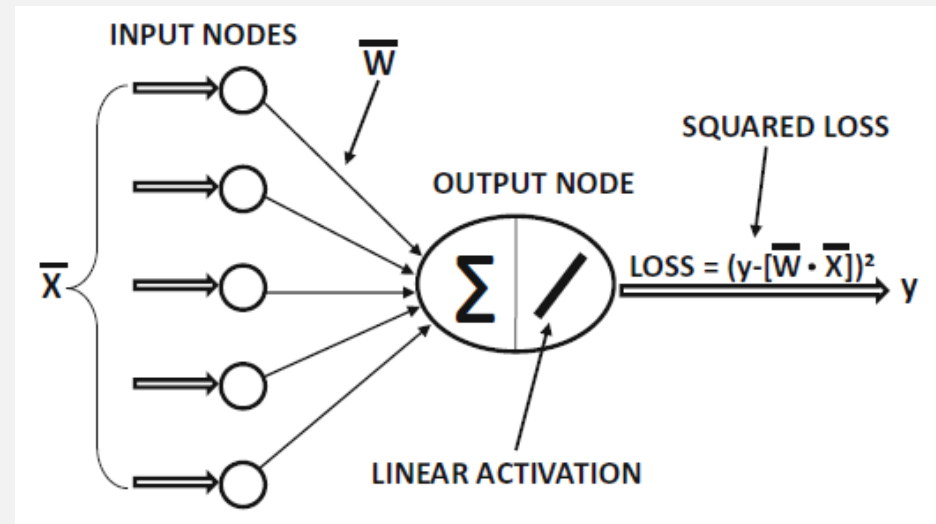 INPUT NODES
W̅
SQUARED LOSS
OUTPUT NODE
X̅
Σ
LOSS = (y-[W̅ · X̅])²
y
LINEAR ACTIVATION